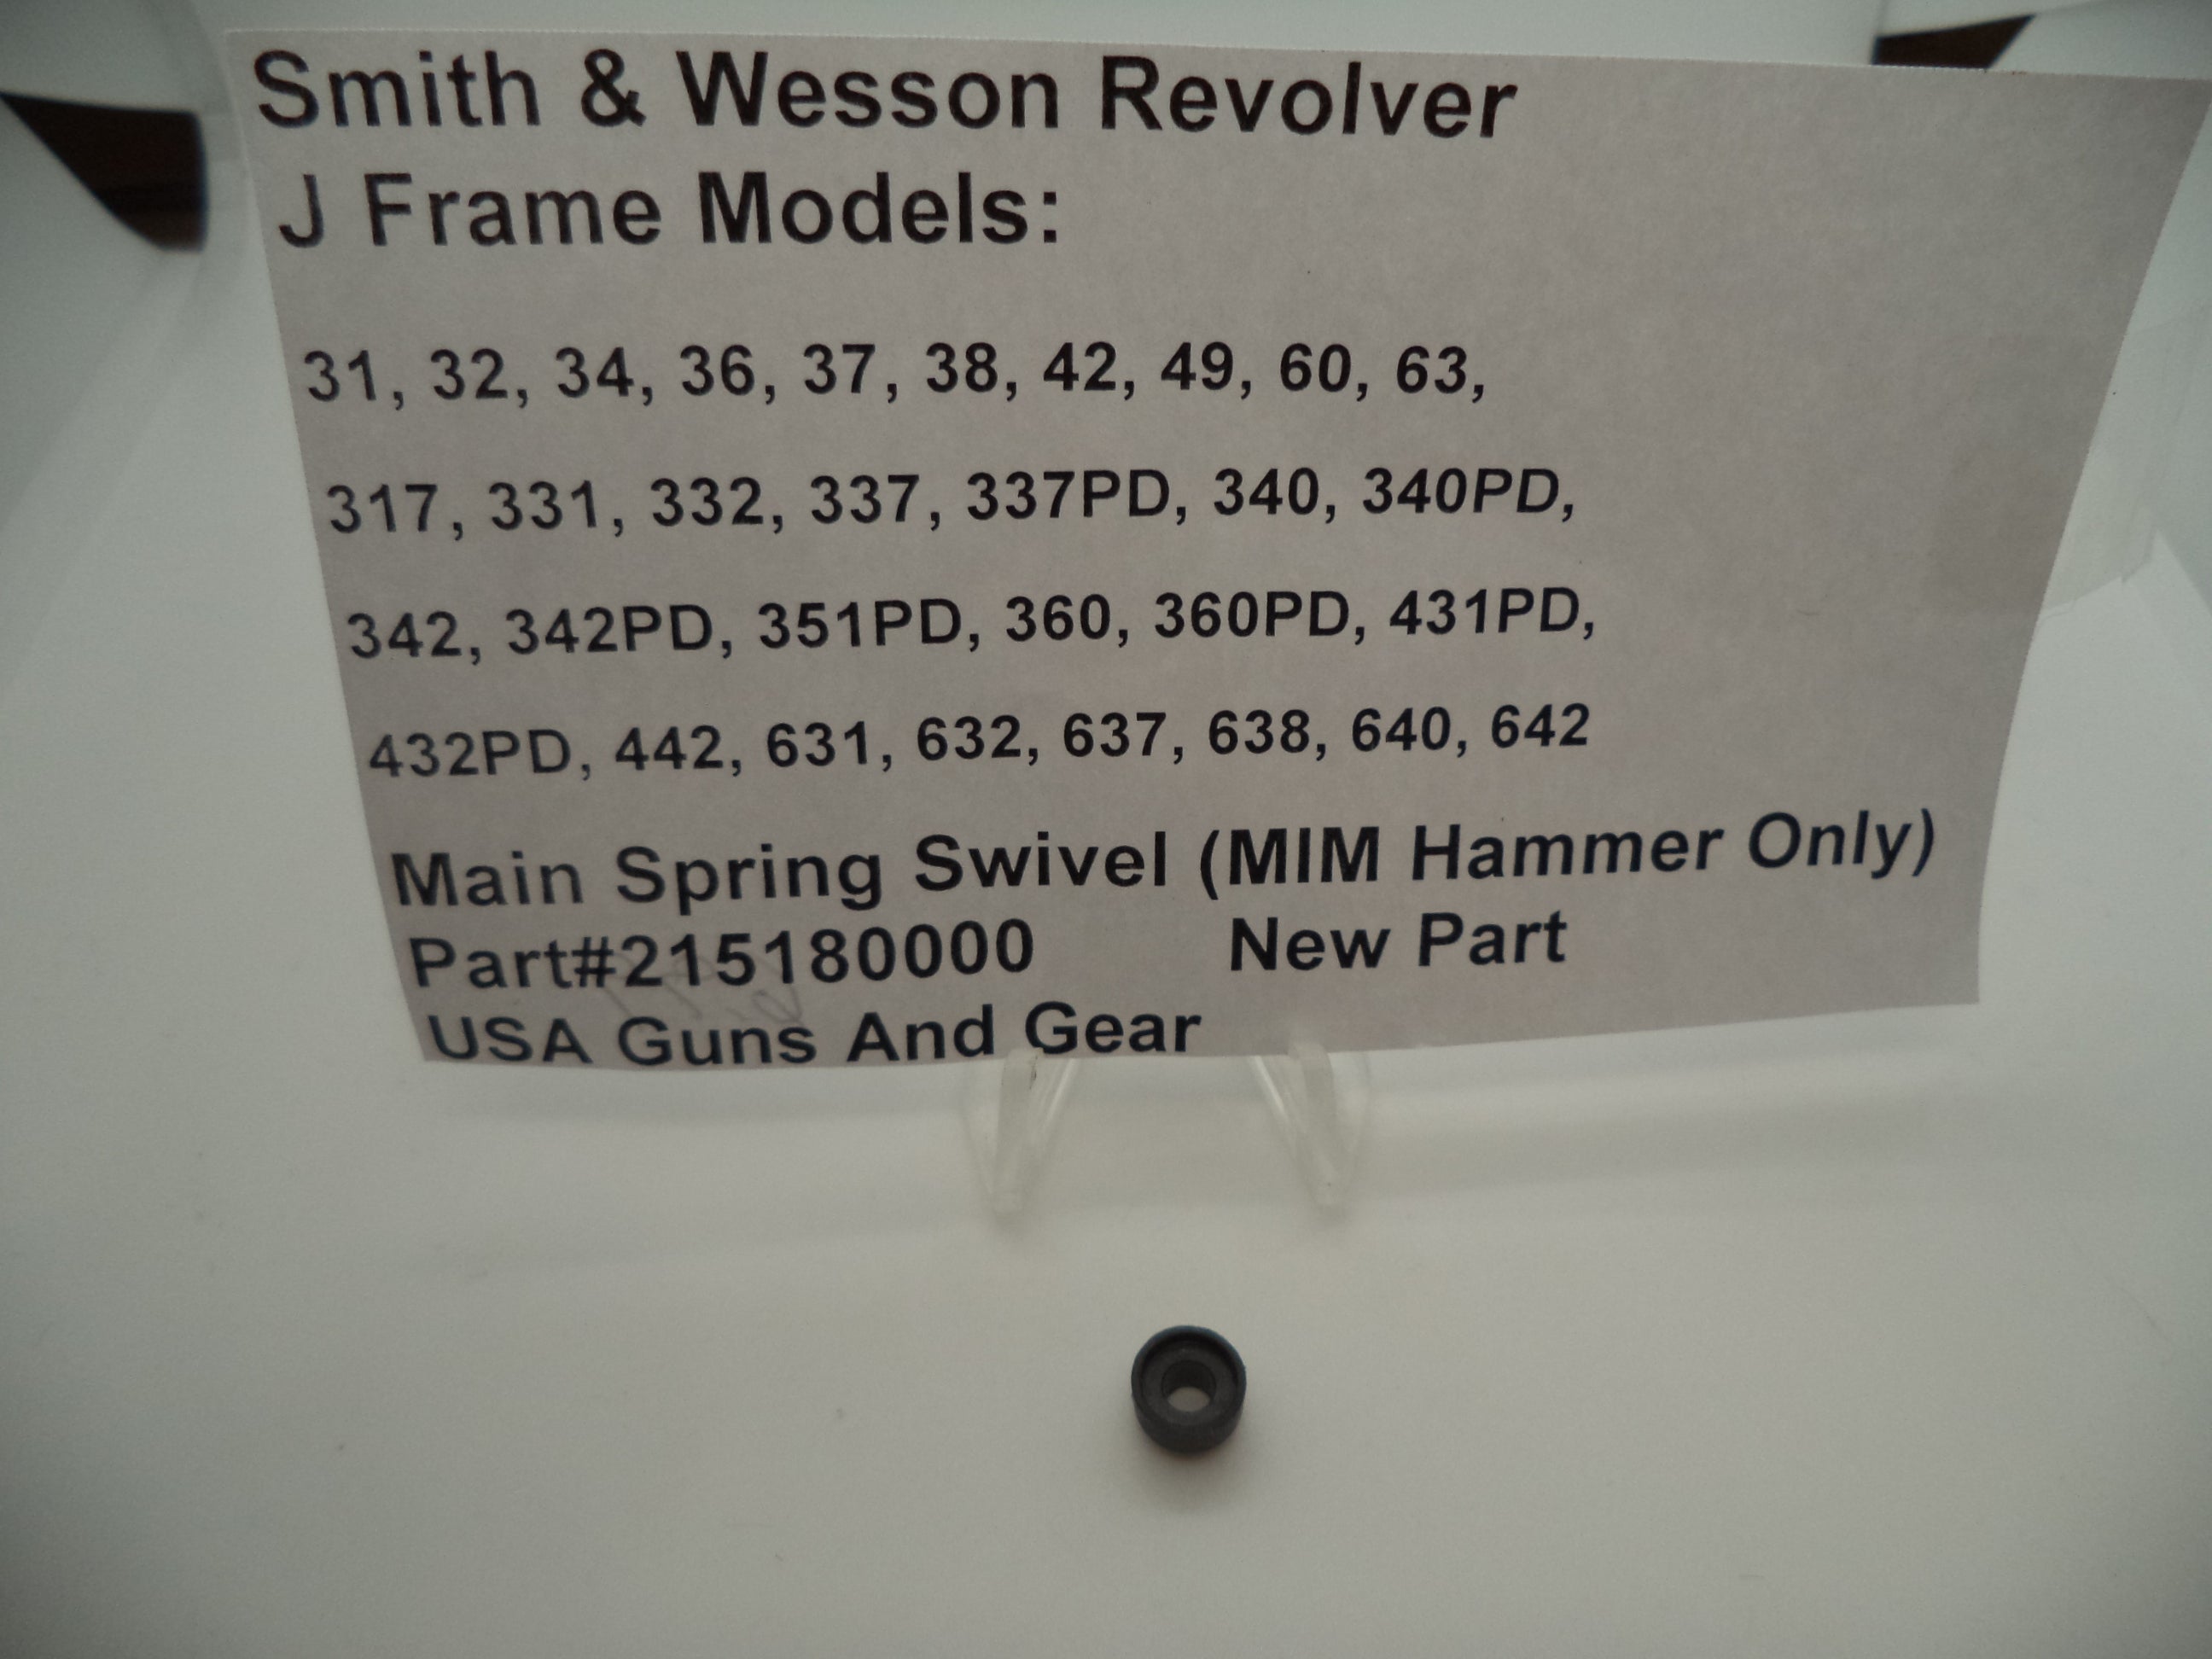 Smith & Wesson Revolver
J Frame Models:
31, 32, 34, 36, 37, 38, 42, 49, 60, 63,
317, 331, 332, 337, 337PD, 340, 340PD,
342, 342PD, 351PD, 360, 360PD, 431PD,
432PD, 442, 631, 632, 637, 638, 640, 642
Main Spring Swivel (MIM Hammer Only)
Part#215180000 New Part
USA Guns And Gear